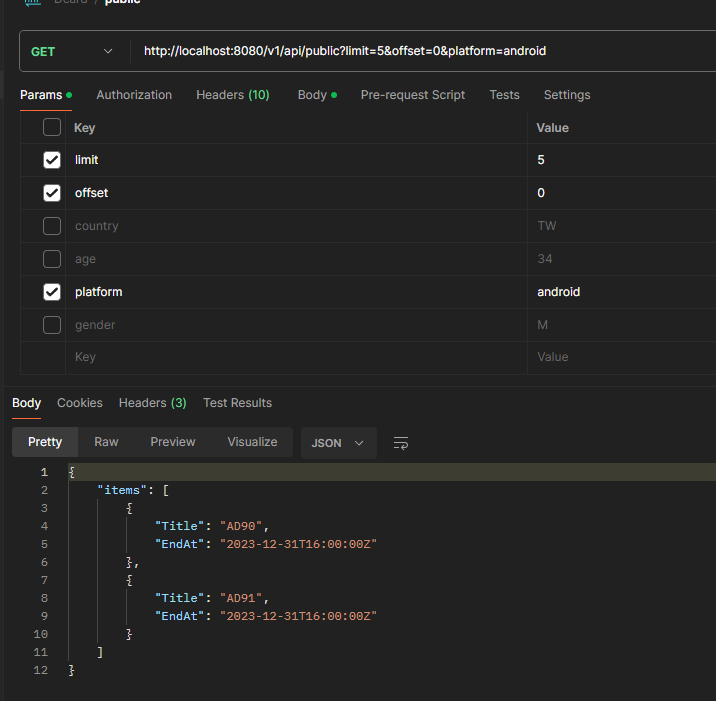 Dcard / public
GET http://localhost:8080/v1/api/public?limit=5&offset=0&platform=android
Params Authorization Headers (10) Body Pre-request Script Tests Settings
Key Value
limit 5
offset 0
country TW
age 34
platform android
gender M
Key Value
Body Cookies Headers (3) Test Results
Pretty Raw Preview Visualize JSON
1 {
2 "items": [
3 {
4 "Title": "AD90",
5 "EndAt": "2023-12-31T16:00:00Z"
6 },
7 {
8 "Title": "AD91",
9 "EndAt": "2023-12-31T16:00:00Z"
10 }
11 ]
12 }